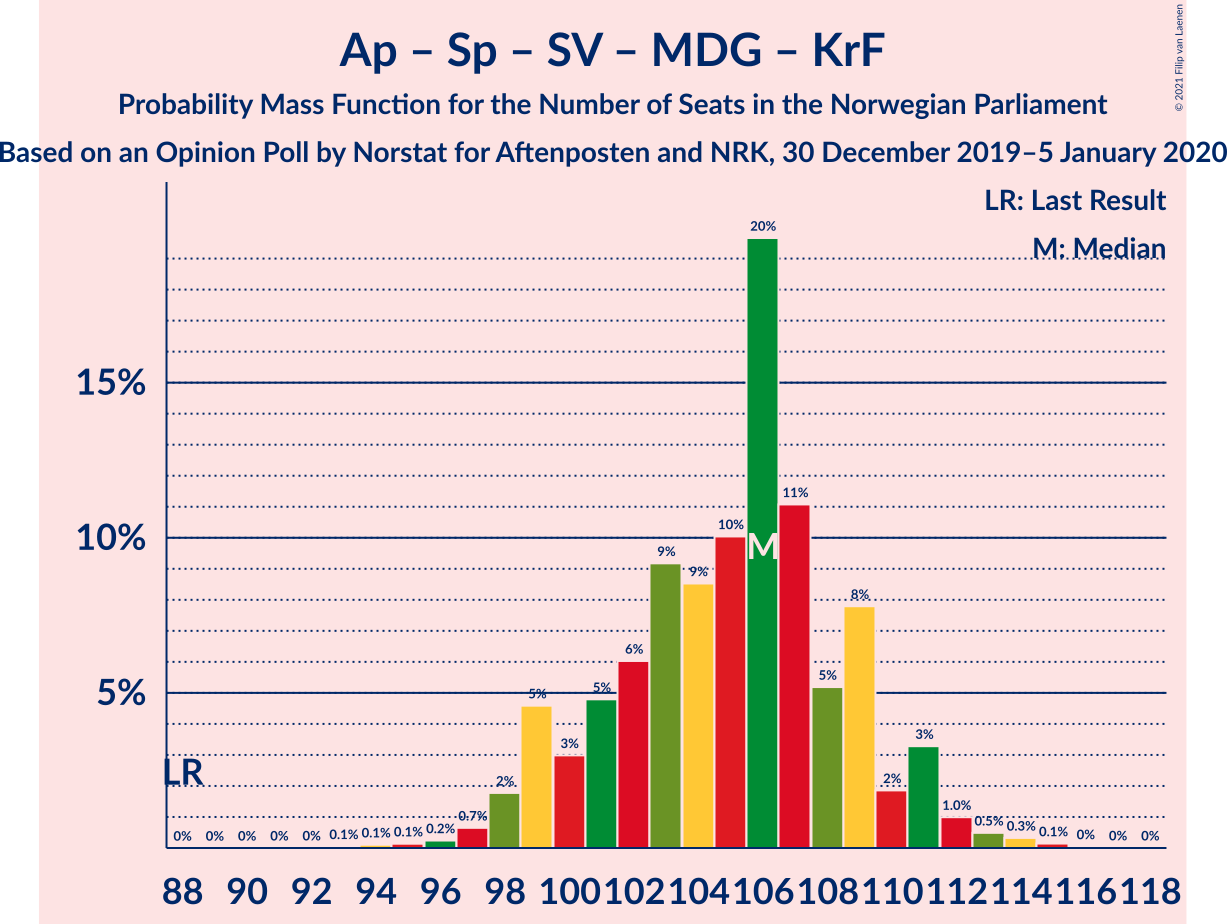 Ap – Sp – SV – MDG – KrF
Probability Mass Function for the Number of Seats in the Norwegian Parliament
Based on an Opinion Poll by Norstat for Aftenposten and NRK, 30 December 2019–5 January 2020
© 2021 Filip van Laenen
LR: Last Result
M: Median
15%
10%
5%
LR
M
0% 0% 0% 0% 0% 0.1% 0.1% 0.1% 0.2% 0.7% 2% 5% 3% 5% 6% 9% 9% 10% 20% 11% 5% 8% 2% 3% 1.0% 0.5% 0.3% 0.1% 0% 0% 0%
88 90 92 94 96 98 100 102 104 106 108 110 112 114 116 118